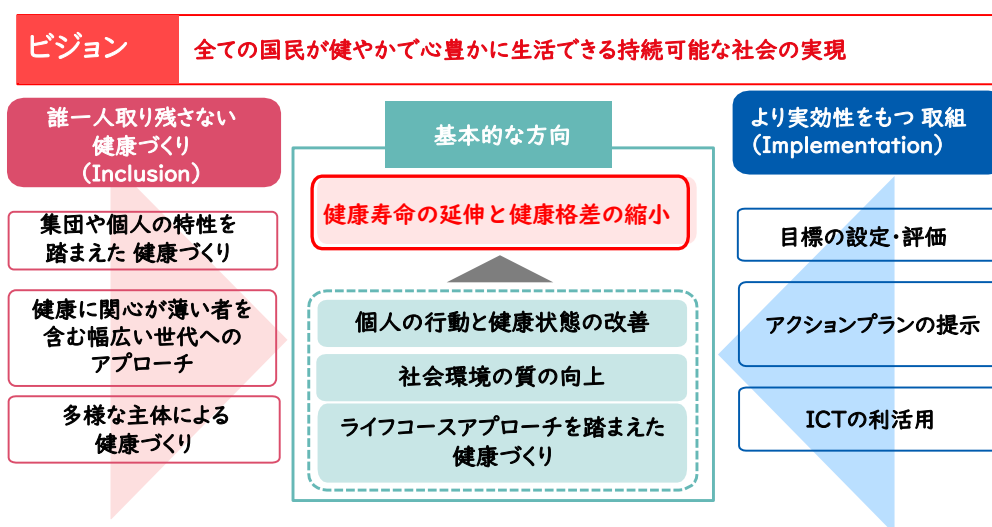 ビジョン
全ての国民が健やかで心豊かに生活できる持続可能な社会の実現
誰一人取り残さない
健康づくり
(Inclusion)
集団や個人の特性を
踏まえた 健康づくり
健康に関心が薄い者を
含む幅広い世代への
アプローチ
多様な主体による
健康づくり
基本的な方向
健康寿命の延伸と健康格差の縮小
個人の行動と健康状態の改善
社会環境の質の向上
ライフコースアプローチを踏まえた
健康づくり
より実効性をもつ 取組
(Implementation)
目標の設定・評価
アクションプランの提示
ICTの利活用